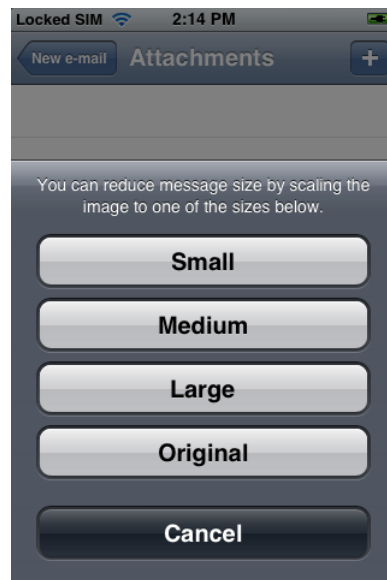 Locked SIM 2:14 PM
New e-mail Attachments +
You can reduce message size by scaling the
image to one of the sizes below.
Small
Medium
Large
Original
Cancel